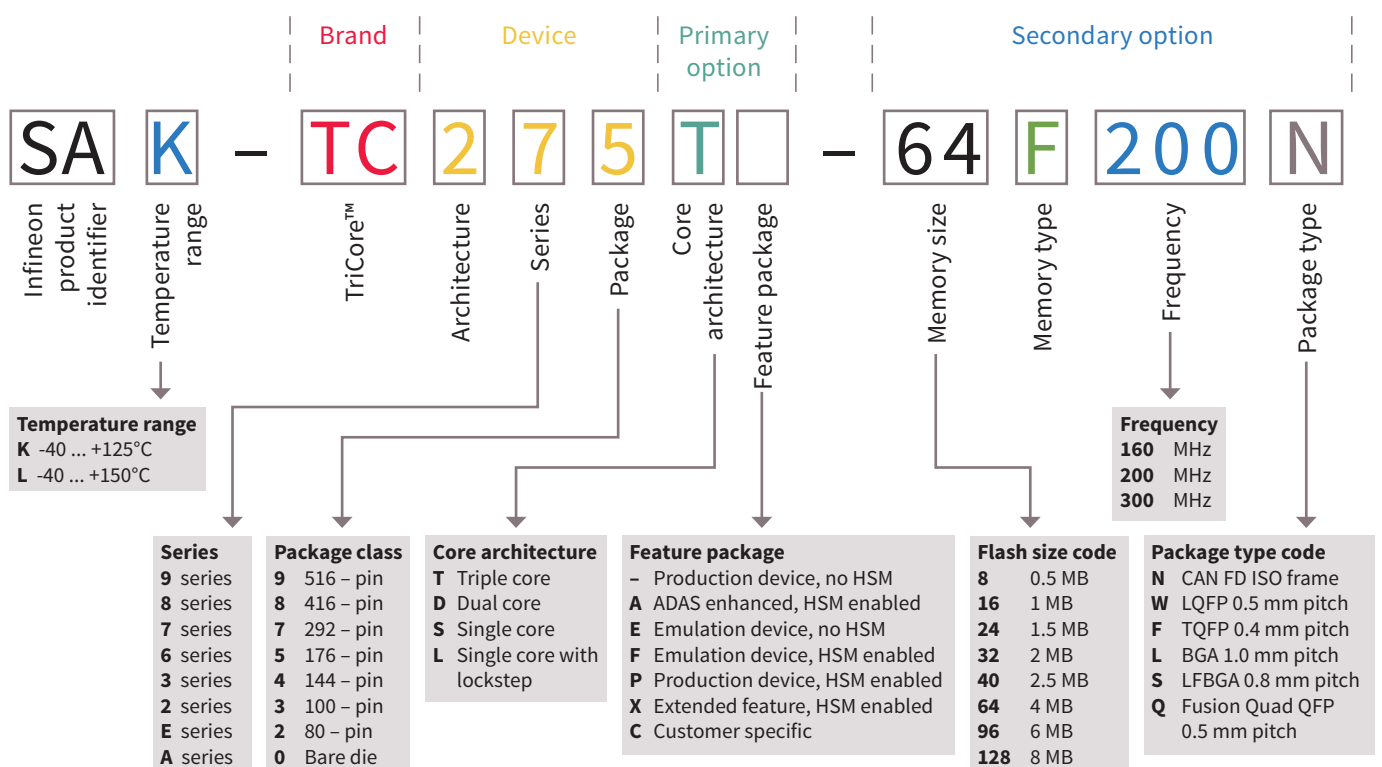 Brand
Device
Primary
option
Secondary option
SA K – TC 2 7 5 T – 64 F 200 N
Infineon
product
identifier
Temperature
range
TriCore™
Architecture
Series
Package
Core
architecture
Feature package
Memory size
Memory type
Frequency
Package type
Temperature range
K -40 ... +125°C
L -40 ... +150°C
Frequency
160 MHz
200 MHz
300 MHz
Series
9 series
8 series
7 series
6 series
3 series
2 series
E series
A series
Package class
9 516 – pin
8 416 – pin
7 292 – pin
5 176 – pin
4 144 – pin
3 100 – pin
2 80 – pin
0 Bare die
Core architecture
T Triple core
D Dual core
S Single core
L Single core with
lockstep
Feature package
– Production device, no HSM
A ADAS enhanced, HSM enabled
E Emulation device, no HSM
F Emulation device, HSM enabled
P Production device, HSM enabled
X Extended feature, HSM enabled
C Customer specific
Flash size code
8 0.5 MB
16 1 MB
24 1.5 MB
32 2 MB
40 2.5 MB
64 4 MB
96 6 MB
128 8 MB
Package type code
N CAN FD ISO frame
W LQFP 0.5 mm pitch
F TQFP 0.4 mm pitch
L BGA 1.0 mm pitch
S LFBGA 0.8 mm pitch
Q Fusion Quad QFP
0.5 mm pitch